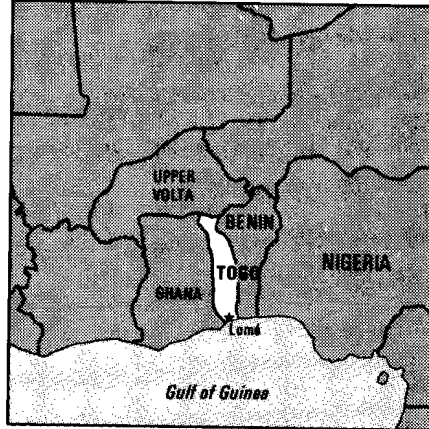 UPPER
VOLTA
BENIN
NIGERIA
TOGO
GHANA
Lomé
Gulf of Guinea